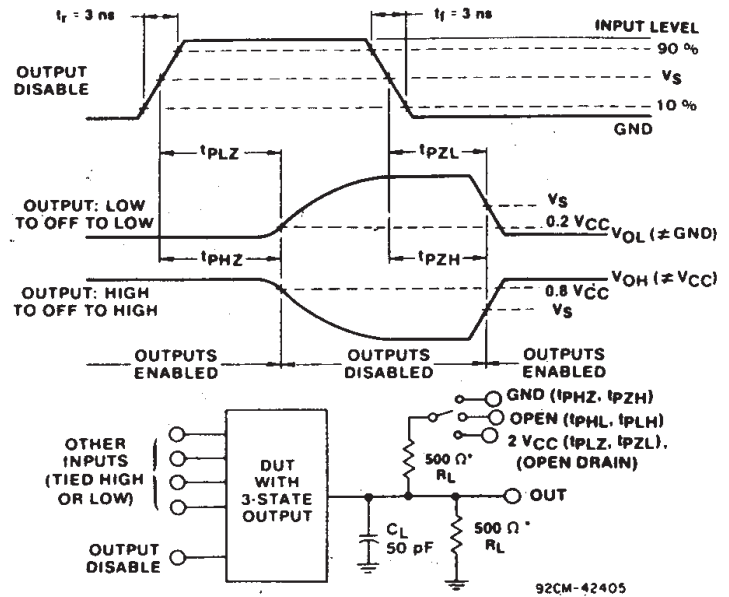 tr = 3 ns
tf = 3 ns
INPUT LEVEL
90 %
OUTPUT
DISABLE
VS
10 %
GND
tPLZ
tPZL
OUTPUT: LOW
TO OFF TO LOW
VS
0.2 VCC
VOL (≠ GND)
tPHZ
tPZH
OUTPUT: HIGH
TO OFF TO HIGH
VOH (≠ VCC)
0.8 VCC
VS
OUTPUTS
ENABLED
OUTPUTS
DISABLED
OUTPUTS
ENABLED
GND (tPHZ, tPZH)
OPEN (tPHL, tPLH)
2 VCC (tPLZ, tPZL),
(OPEN DRAIN)
OTHER
INPUTS
(TIED HIGH
OR LOW)
DUT
WITH
3-STATE
OUTPUT
500 Ω*
RL
OUT
CL
50 pF
500 Ω*
RL
OUTPUT
DISABLE
92CM-42405